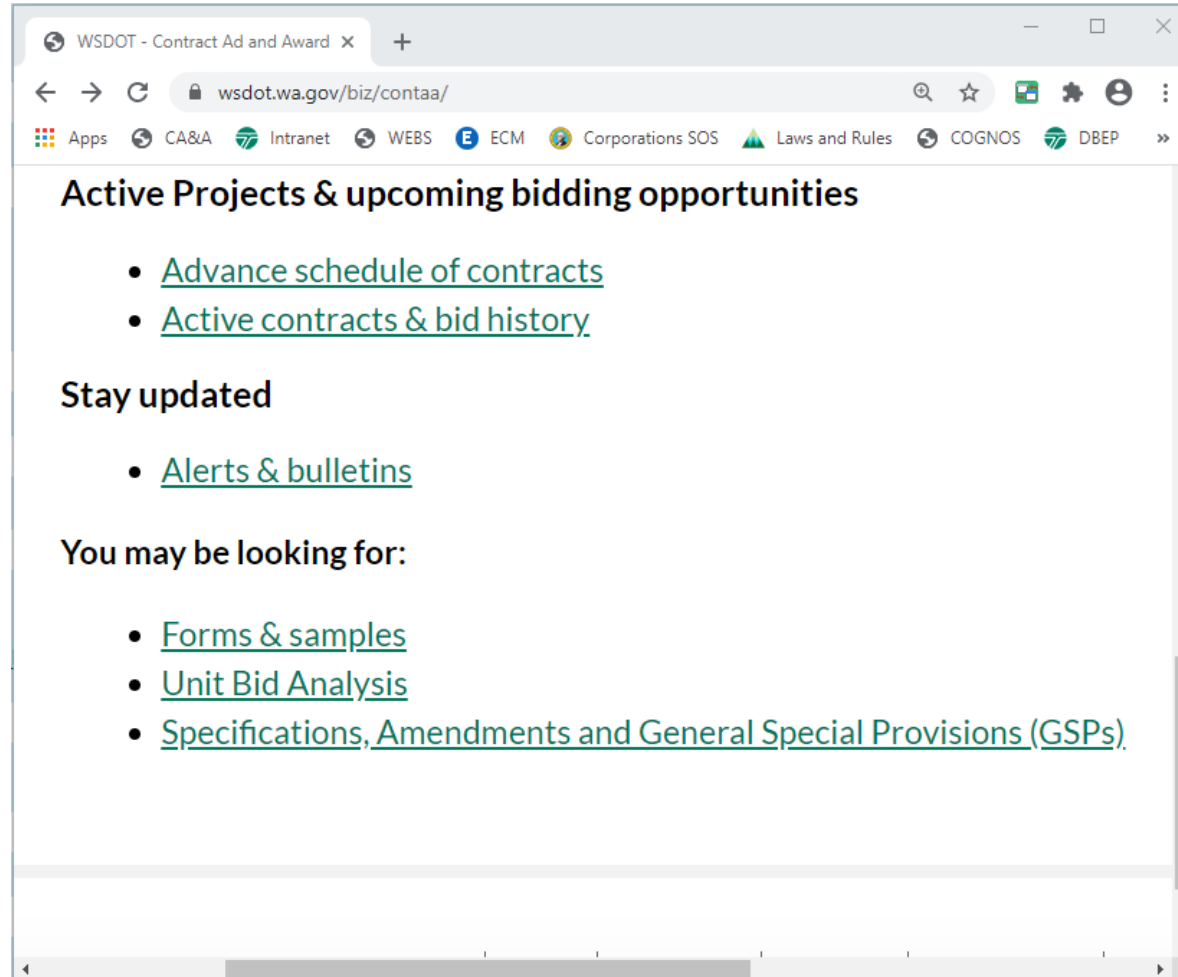 WSDOT - Contract Ad and Award
wsdot.wa.gov/biz/contaa/
Apps CA&A Intranet WEBS E ECM Corporations SOS Laws and Rules COGNOS DBEP »
Active Projects & upcoming bidding opportunities
• Advance schedule of contracts
• Active contracts & bid history
Stay updated
• Alerts & bulletins
You may be looking for:
• Forms & samples
• Unit Bid Analysis
• Specifications, Amendments and General Special Provisions (GSPs)